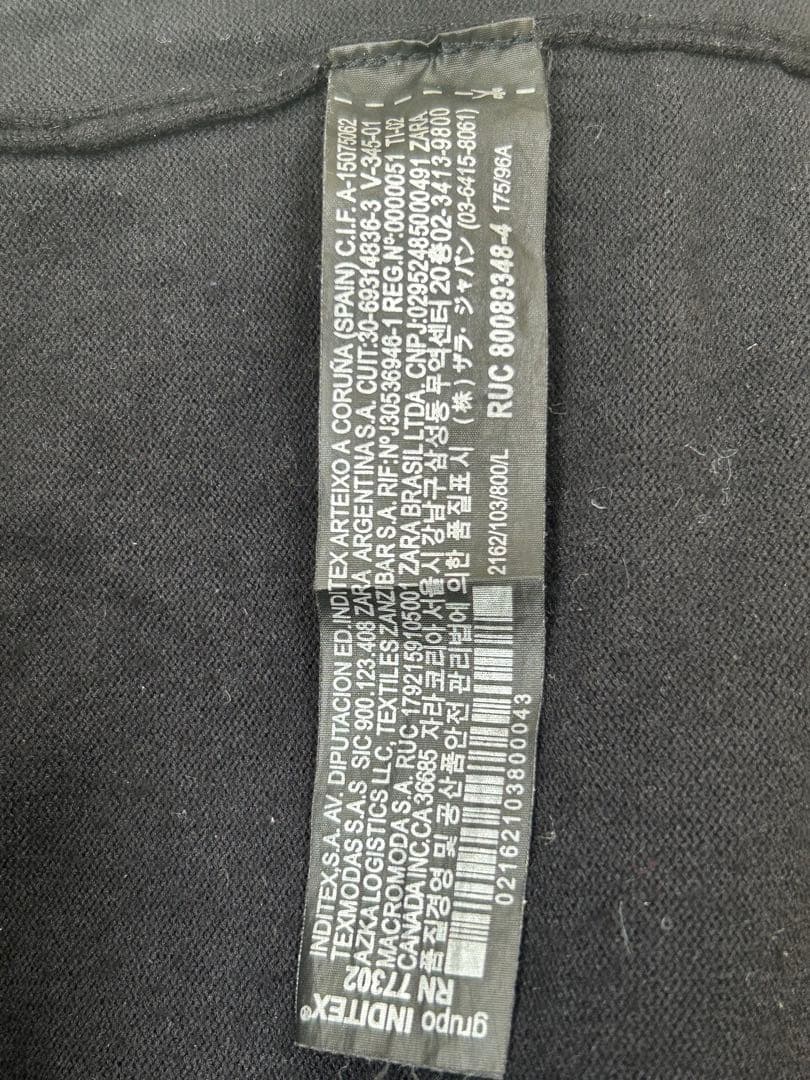 INDITEX,S.A. AV. DIPUTACION ED.INDITEX ARTEIXO A CORUÑA (SPAIN) C.I.F. A-15075062
TEXMODAS S.A.S SIC 900.123.408 ZARA ARGENTINA S.A. CUIT:30-69314836-3 V-345-01
AZKA LOGISTICS LLC, TEXTILES ZANZIBAR S.A. RIF:NºJ30536946-1 REG.Nº:0000051 TI-02
MACROMODA S.A. RUC 1792159105001 ZARA BRASIL LTDA. CNPJ:02952485000491 ZARA
CANADA INC.CA 36685 자라코리아 서울시 강남구 삼성동 무역센터 20층 02-3413-9800
품질경영 및 공산품안전 관리법에 의한 품질표시 (株) ザラ・ジャパン (03-6415-8061)
2162/103/800/L RUC 80089348-4 175/96A
02162103800043
RN 77302
grupo INDITEX®